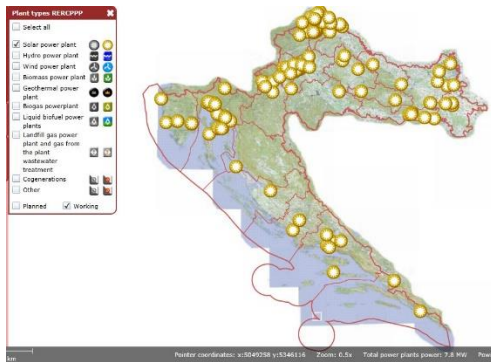 Plant types RERCPPP
Select all
Solar power plant
Hydro power plant
Wind power plant
Biomass power plant
Geothermal power
plant
Biogas powerplant
Liquid biofuel power
plants
Landfill gas power
plant and gas from
the plant
wastewater
treatment
Cogenerations
Other
Planned Working
km
Pointer coordinates: x:5049258 y:5346116 Zoom: 0.5x Total power plants power: 7.8 MW Pow